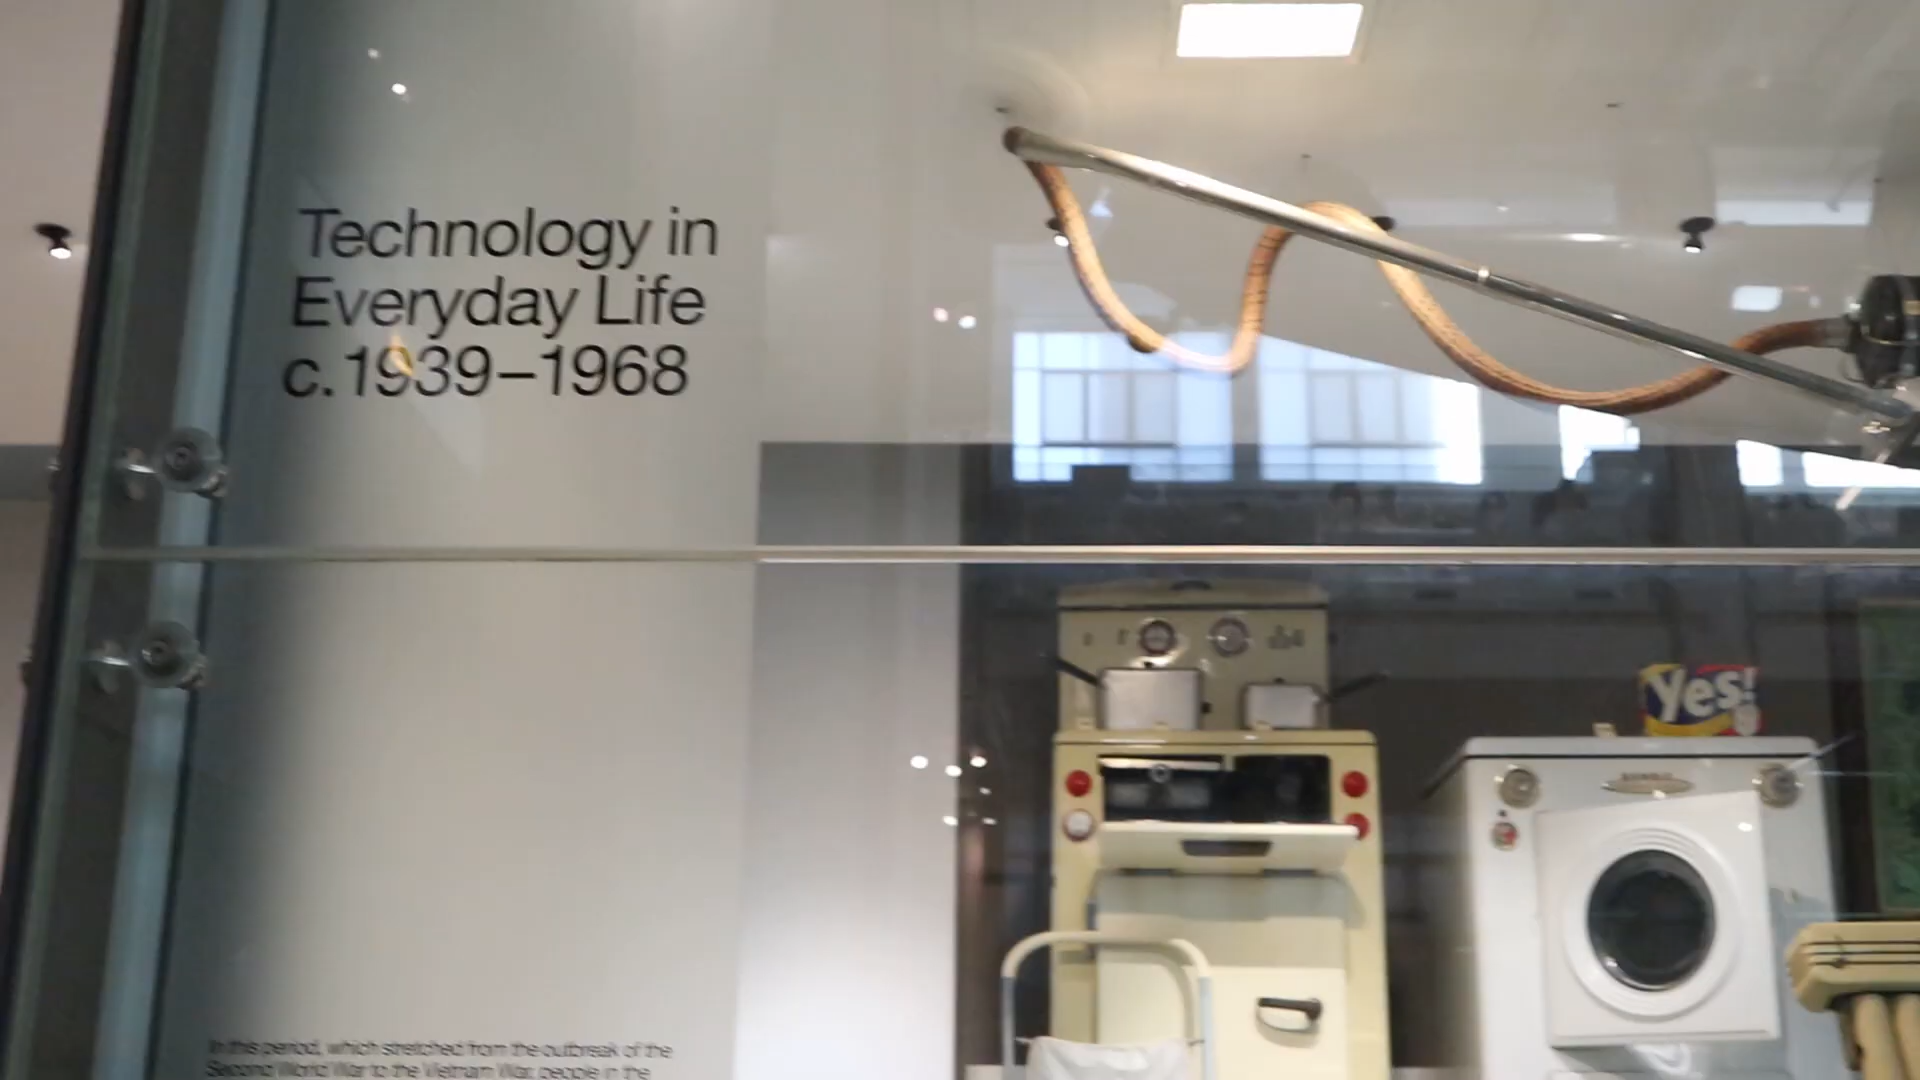 Technology in
Everyday Life
c.1939–1968
Yes!
In this period, which stretched from the outbreak of the
Second World War to the Vietnam War, people in the